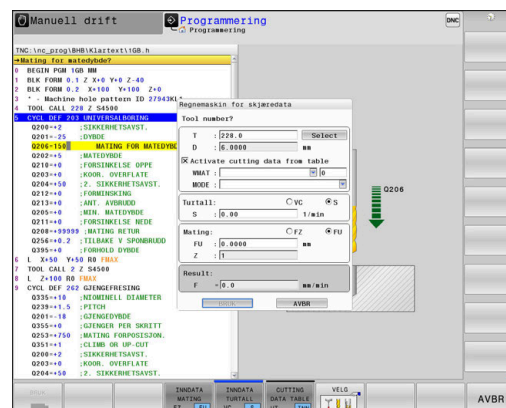 Manuell drift
Programmering
Programmering
DNC
TNC:\nc_prog\BHB\Klartext\1GB.h
→Mating for matedybde?
0 BEGIN PGM 1GB MM
1 BLK FORM 0.1 Z X+0 Y+0 Z-40
2 BLK FORM 0.2 X+100 Y+100 Z+0
3 * - Machine hole pattern ID 27943KL
4 TOOL CALL 228 Z S4500
5 CYCL DEF 203 UNIVERSALBORING
Q200=+2 ;SIKKERHETSAVST.
Q201=-25 ;DYBDE
Q206=150 MATING FOR MATEDYBDE
Q202=+5 ;MATEDYBDE
Q210=+0 ;FORSINKELSE OPPE
Q203=+0 ;KOOR. OVERFLATE
Q204=+50 ;2. SIKKERHETSAVST.
Q212=+0 ;FORMINSKING
Q213=+0 ;ANT. AVBRUDD
Q205=+0 ;MIN. MATEDYBDE
Q211=+0 ;FORSINKELSE NEDE
Q208=+99999 ;MATING RETUR
Q256=+0.2 ;TILBAKE V SPONBRUDD
Q395=+0 ;FORHOLD DYBDE
6 L X+50 Y+50 R0 FMAX
7 TOOL CALL 2 Z S4500
8 L Z+100 R0 FMAX
9 CYCL DEF 262 GJENGEFRESING
Q335=+10 ;NIOMINELL DIAMETER
Q239=+1.5 ;PITCH
Q201=-18 ;GJENGEDYBDE
Q355=+0 ;GJENGER PER SKRITT
Q253=+750 ;MATING FORPOSISJON.
Q351=+1 ;CLIMB OR UP-CUT
Q200=+2 ;SIKKERHETSAVST.
Q203=+0 ;KOOR. OVERFLATE
Q204=+50 ;2. SIKKERHETSAVST.
Regnemaskin for skjæredata
Tool number?
T : 228.0 Select
D : 6.0000 mm
Activate cutting data from table
WMAT : 0
MODE :
Turtall: VC S
S : 0.00 1/min
Mating: FZ FU
FU : 0.0000 mm
Z : 1
Result:
F = 0.0 mm/min
AVBR
Q206
INNDATA MATING FZ FU
INNDATA TURTALL VC S
CUTTING DATA TABLE
VELG
AVBR